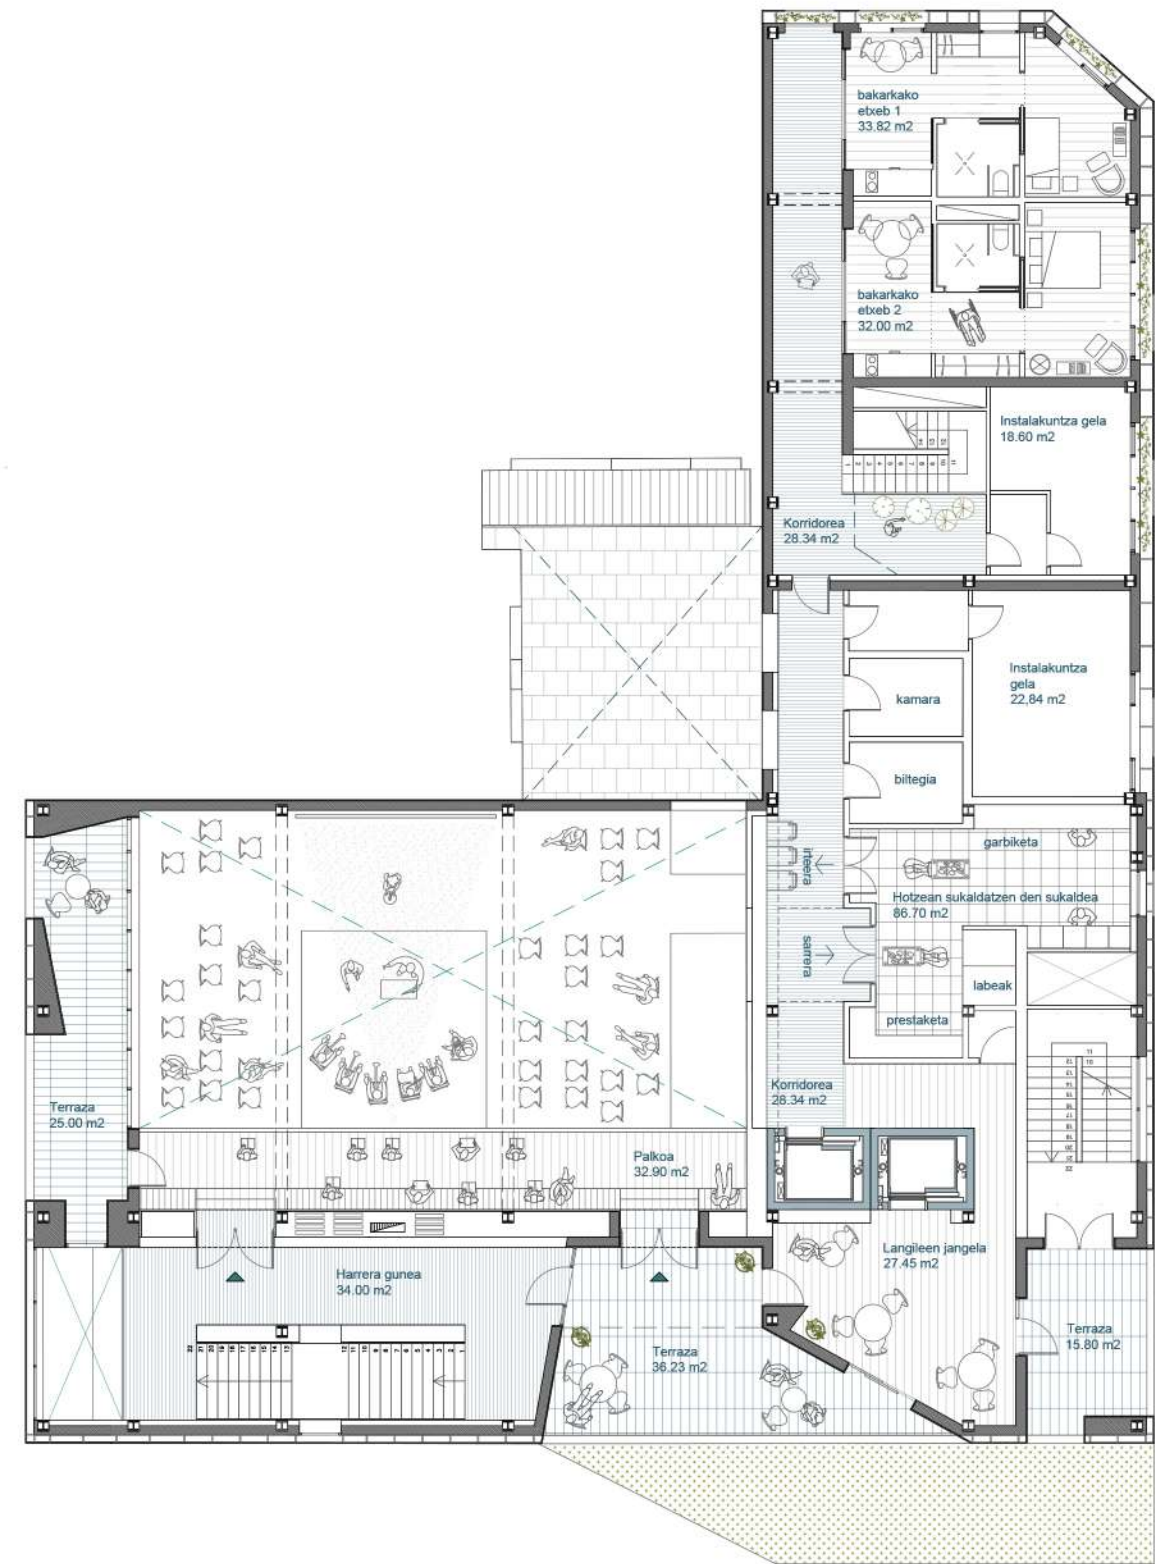 bakarkako
etxeb 1
33.82 m2
bakarkako
etxeb 2
32.00 m2
Instalakuntza gela
18.60 m2
Korridorea
28.34 m2
Instalakuntza
gela
22,84 m2
kamara
biltegia
garbiketa
irteera
Hotzean sukaldatzen den sukaldea
86.70 m2
sarrera
labeak
prestaketa
Korridorea
28.34 m2
Terraza
25.00 m2
Palkoa
32.90 m2
Langileen jangela
27.45 m2
Harrera gunea
34.00 m2
Terraza
36.23 m2
Terraza
15.80 m2